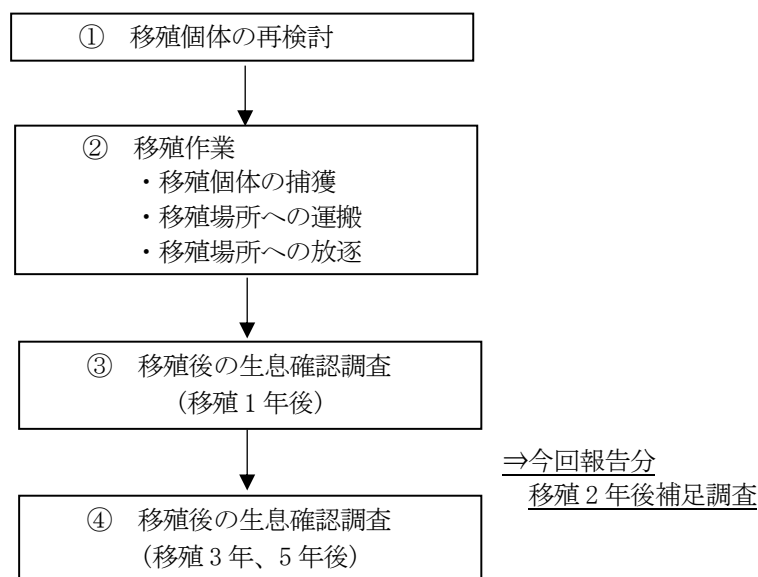 ① 移殖個体の再検討
② 移殖作業
・移殖個体の捕獲
・移殖場所への運搬
・移殖場所への放逐
③ 移殖後の生息確認調査
（移殖1年後）
⇒今回報告分
移殖2年後補足調査
④ 移殖後の生息確認調査
（移殖3年、5年後）